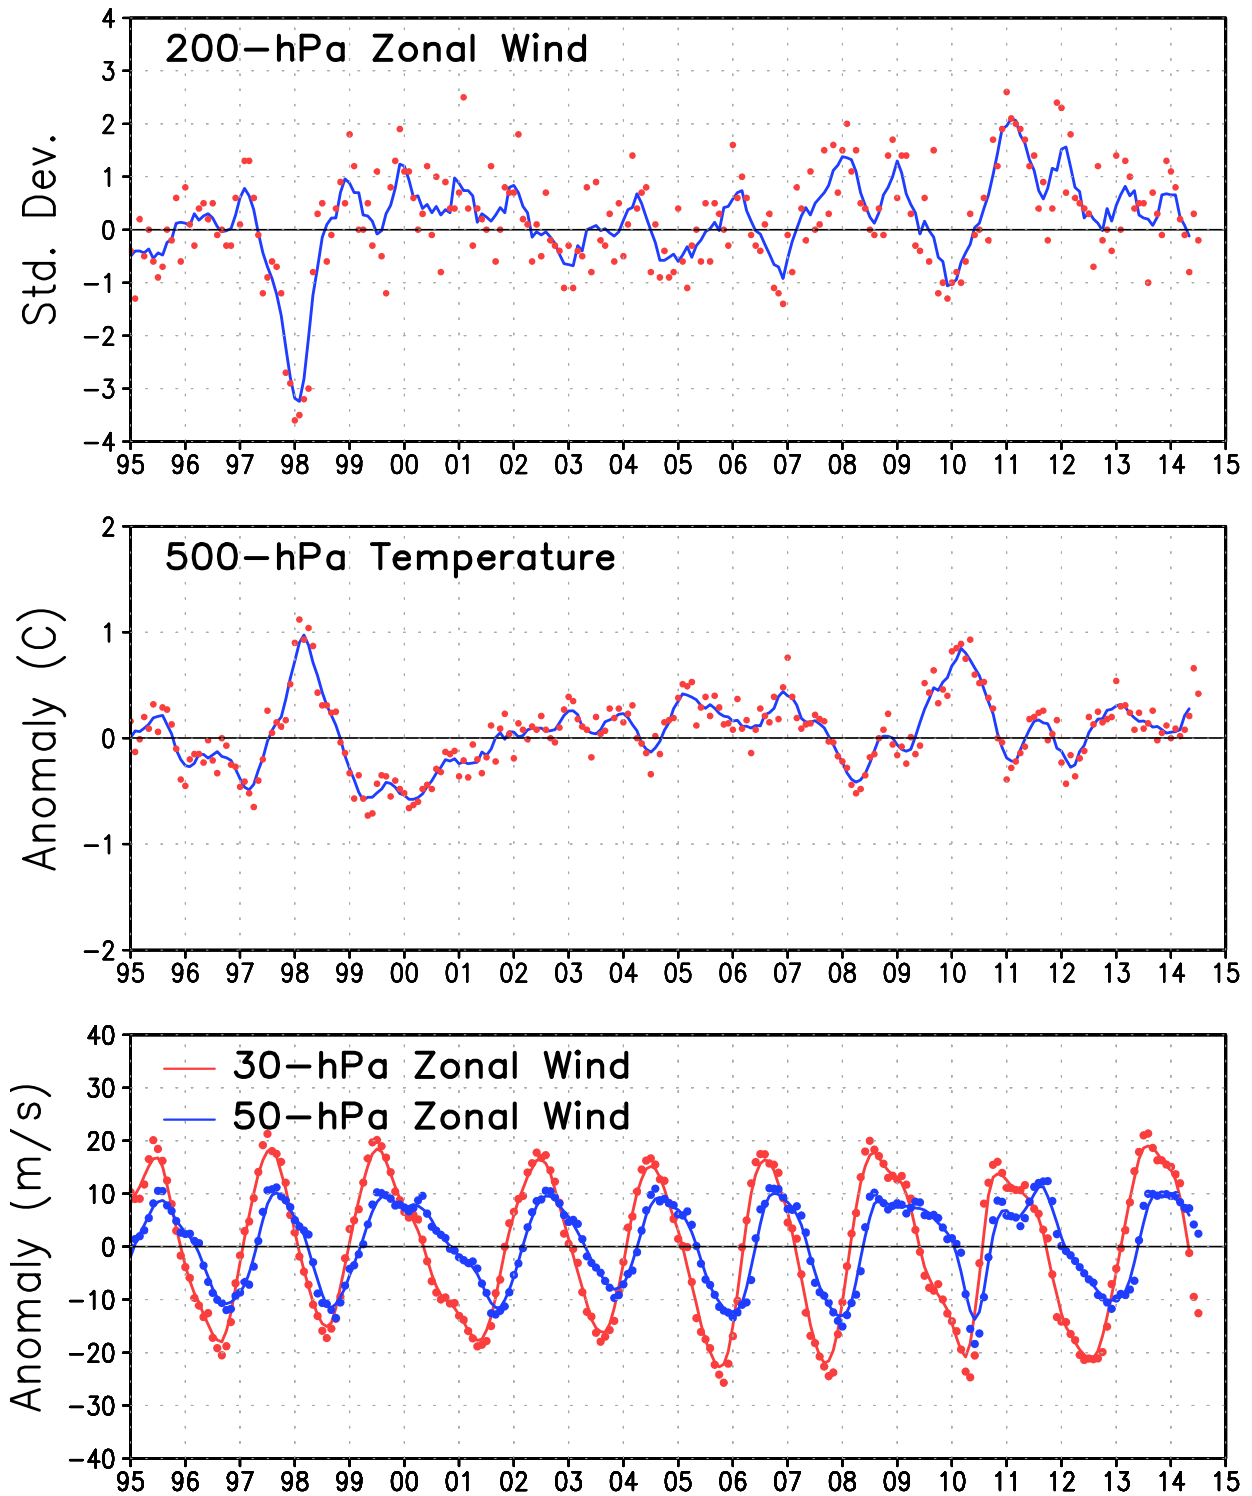 200-hPa Zonal Wind
Std. Dev.
4
3
2
1
0
-1
-2
-3
-4
95 96 97 98 99 00 01 02 03 04 05 06 07 08 09 10 11 12 13 14 15
500-hPa Temperature
Anomaly (C)
2
1
0
-1
-2
95 96 97 98 99 00 01 02 03 04 05 06 07 08 09 10 11 12 13 14 15
30-hPa Zonal Wind
50-hPa Zonal Wind
Anomaly (m/s)
40
30
20
10
0
-10
-20
-30
-40
95 96 97 98 99 00 01 02 03 04 05 06 07 08 09 10 11 12 13 14 15